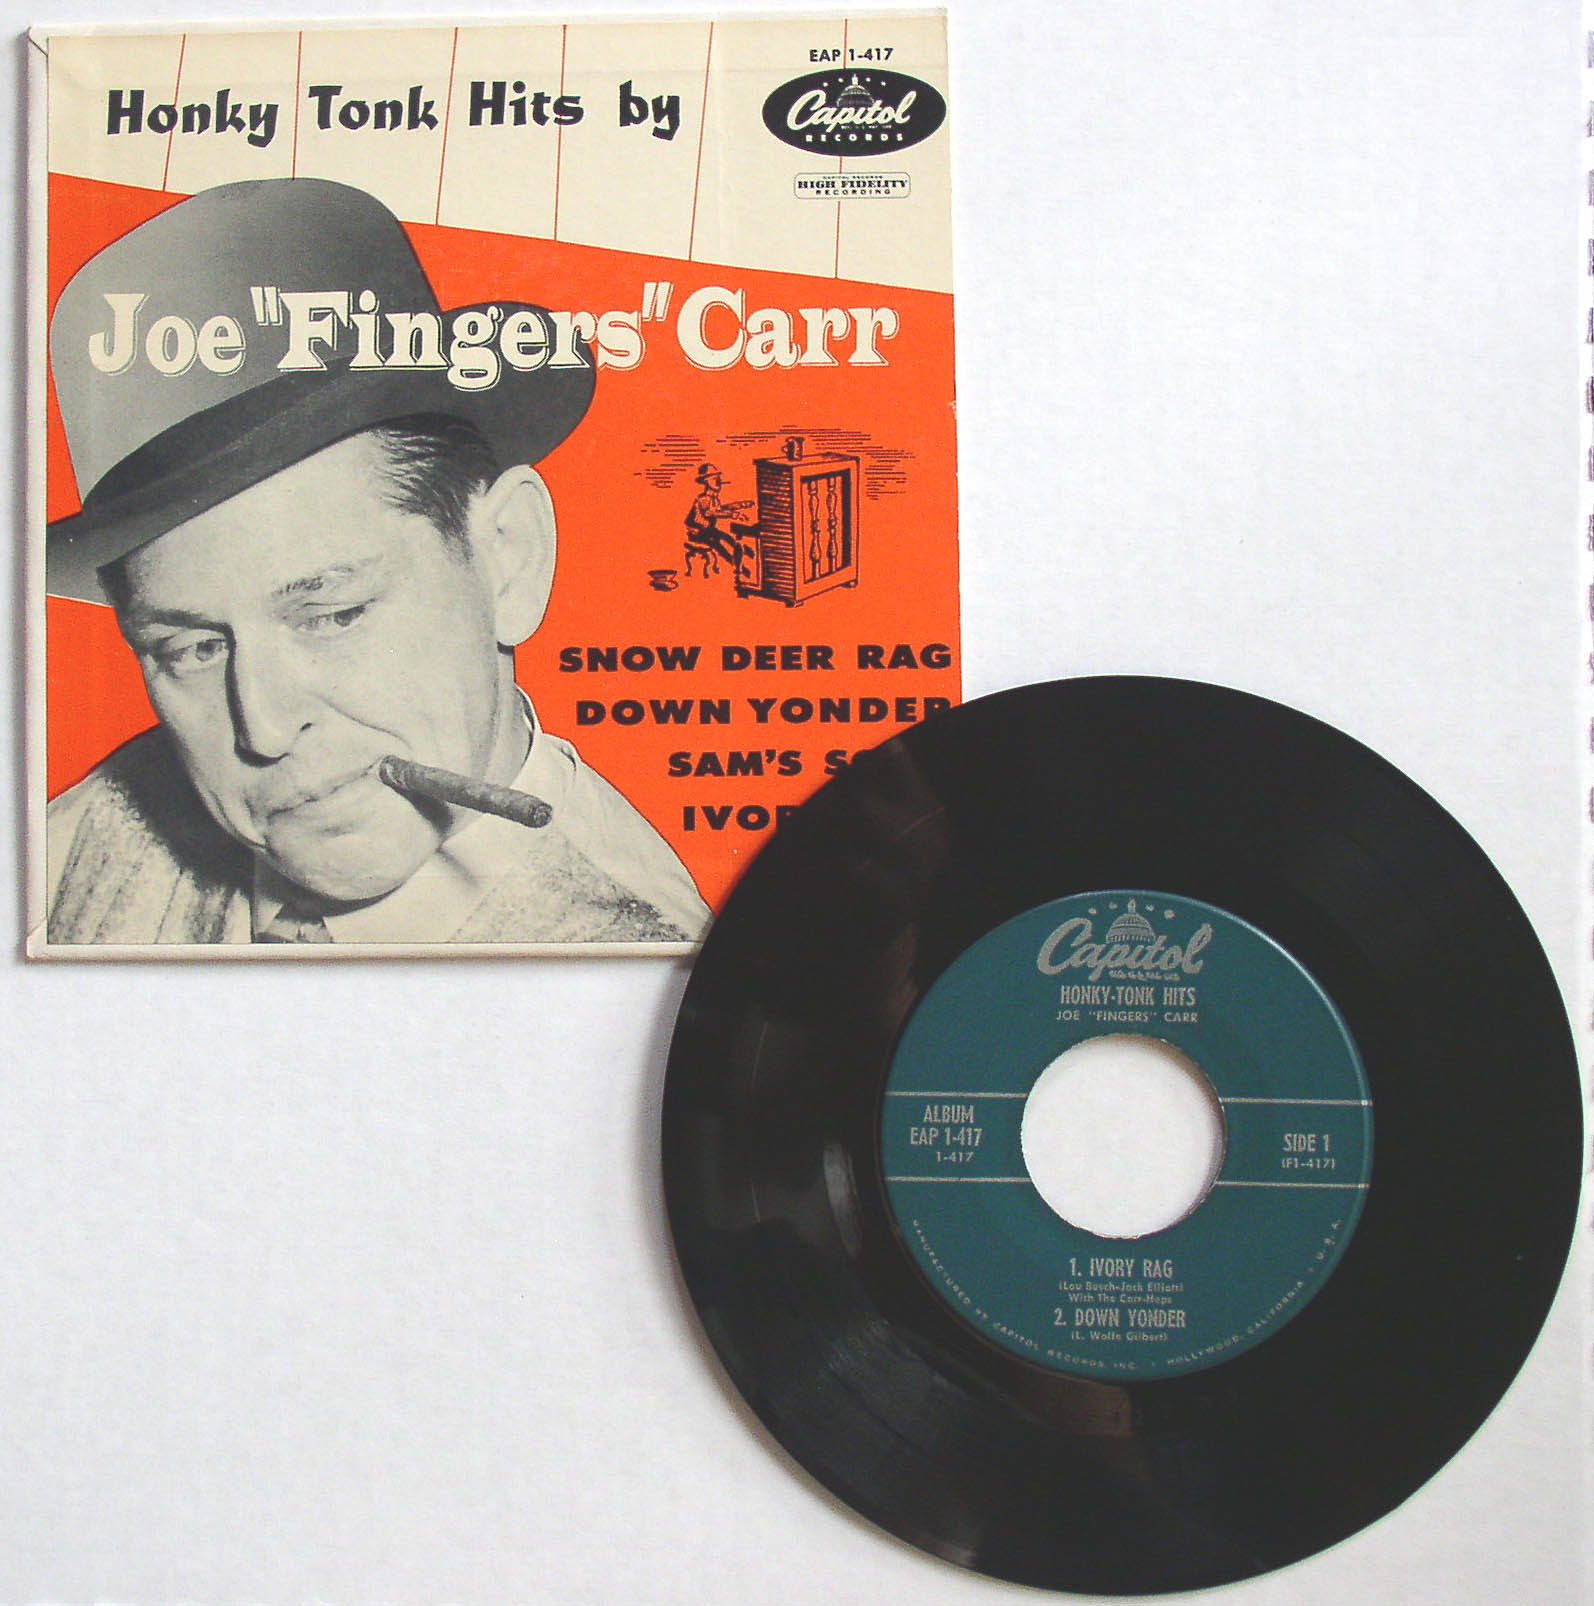 Honky Tonk Hits by
EAP 1-417
Capitol
RECORDS
CAPITOL RECORDS
HIGH FIDELITY
RECORDING
Joe "Fingers" Carr
SNOW DEER RAG
DOWN YONDER
SAM'S
Capitol
HONKY-TONK HITS
JOE "FINGERS" CARR
ALBUM
EAP 1-417
1-417
SIDE 1
(F1-417)
1. IVORY RAG
(Lou Busch-Jack Elliott)
With The Carr-Hops
2. DOWN YONDER
(L. Wolfe Gilbert)
MANUFACTURED BY CAPITOL RECORDS, INC. • HOLLYWOOD, CALIFORNIA • U.S.A.